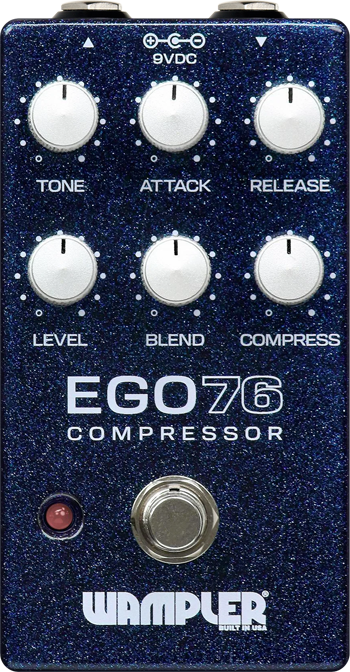 9VDC
TONE ATTACK RELEASE
LEVEL BLEND COMPRESS
EGO76
COMPRESSOR
WAMPLER®
BUILT IN USA